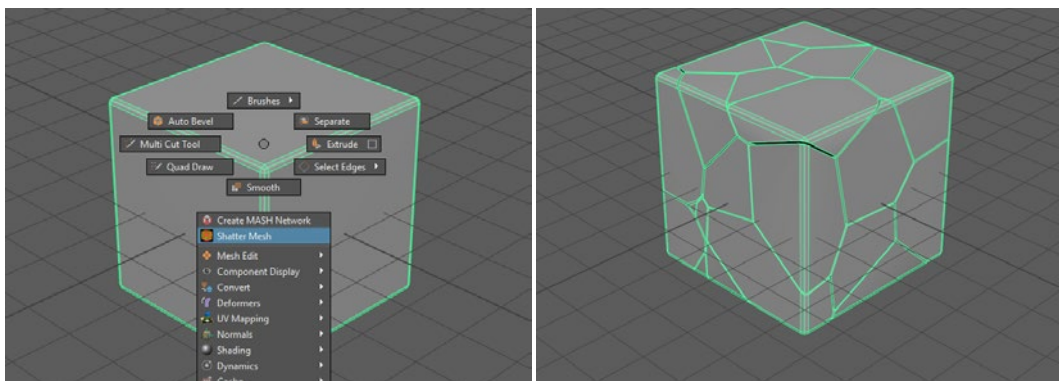 Brushes
Auto Bevel
Separate
Multi Cut Tool
Extrude
Quad Draw
Select Edges
Smooth
Create MASH Network
Shatter Mesh
Mesh Edit
Component Display
Convert
Deformers
UV Mapping
Normals
Shading
Dynamics